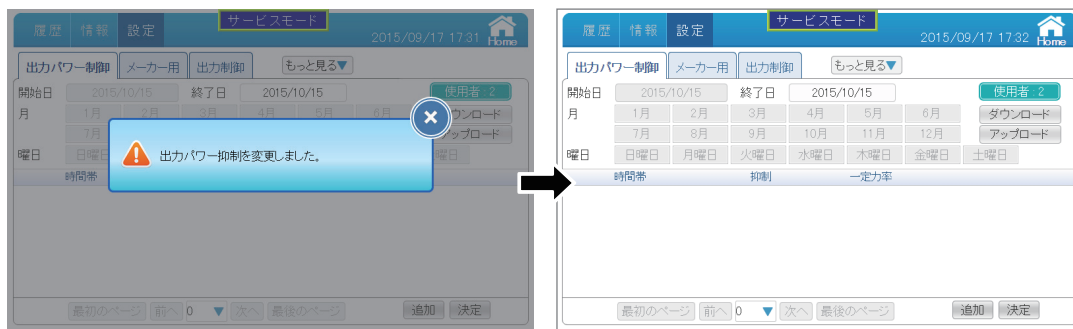 サービスモード
履歴 情報 設定 2015/09/17 17:31 Home
出力パワー制御 メーカー用 出力制御 もっと見る▼
開始日 2015/10/15 終了日 2015/10/15 使用者 : 2
月 1月 2月 3月 4月 5月 6月 ダウンロード
7月 アップロード
出力パワー抑制を変更しました。
曜日 日曜日
時間帯
最初のページ 前へ 0 ▼ 次へ 最後のページ 追加 決定
サービスモード
履歴 情報 設定 2015/09/17 17:32 Home
出力パワー制御 メーカー用 出力制御 もっと見る▼
開始日 2015/10/15 終了日 2015/10/15 使用者 : 2
月 1月 2月 3月 4月 5月 6月 ダウンロード
7月 8月 9月 10月 11月 12月 アップロード
曜日 日曜日 月曜日 火曜日 水曜日 木曜日 金曜日 土曜日
時間帯 抑制 一定力率
最初のページ 前へ 0 ▼ 次へ 最後のページ 追加 決定